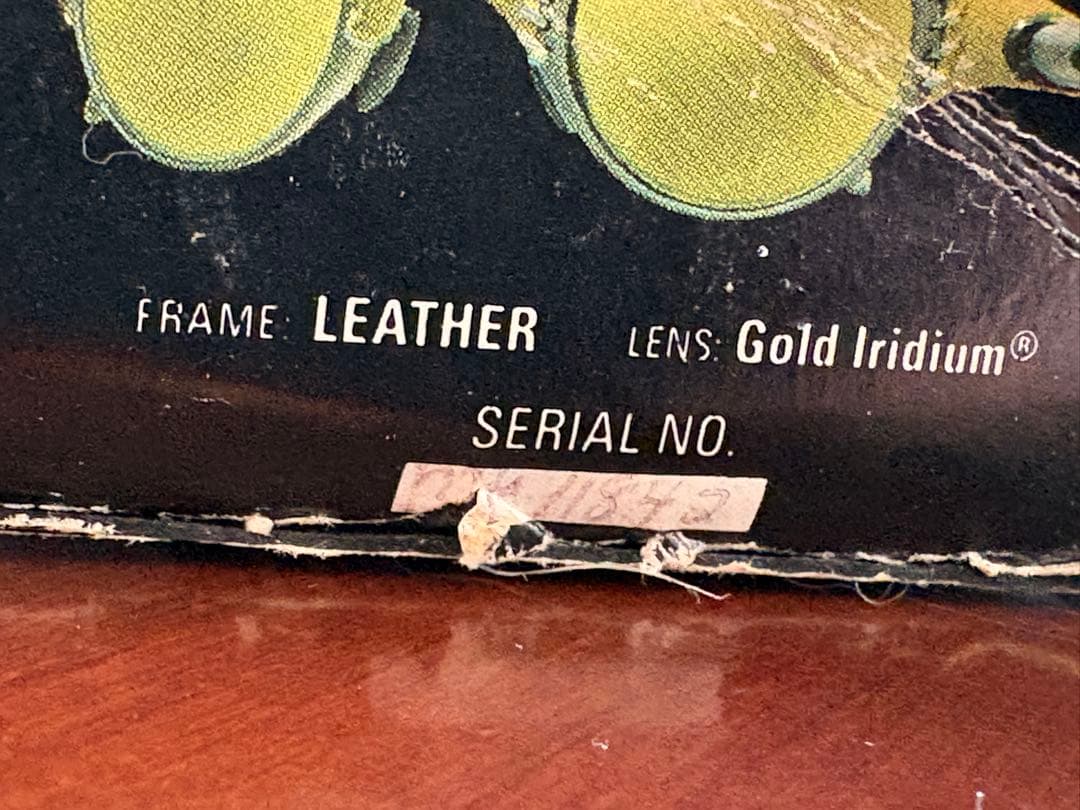 FRAME: LEATHER LENS: Gold Iridium®
SERIAL NO.